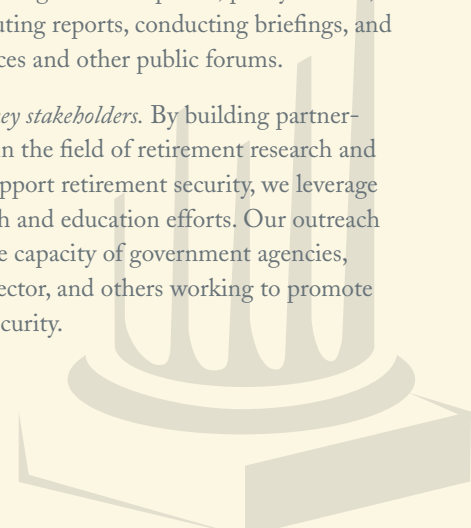 uting reports, conducting briefings, and
ces and other public forums.
ey stakeholders. By building partner-
n the field of retirement research and
pport retirement security, we leverage
h and education efforts. Our outreach
e capacity of government agencies,
ector, and others working to promote
curity.